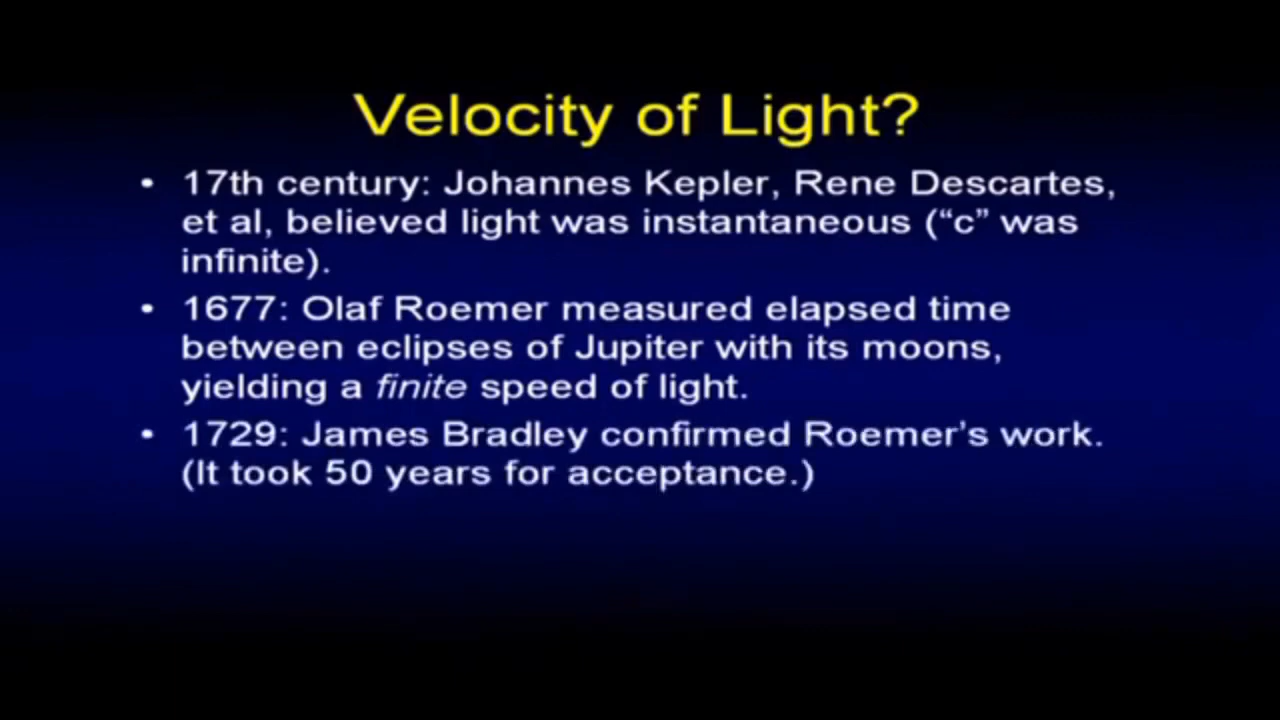 Velocity of Light?
• 17th century: Johannes Kepler, Rene Descartes,
et al, believed light was instantaneous (“c” was
infinite).
• 1677: Olaf Roemer measured elapsed time
between eclipses of Jupiter with its moons,
yielding a finite speed of light.
• 1729: James Bradley confirmed Roemer’s work.
(It took 50 years for acceptance.)